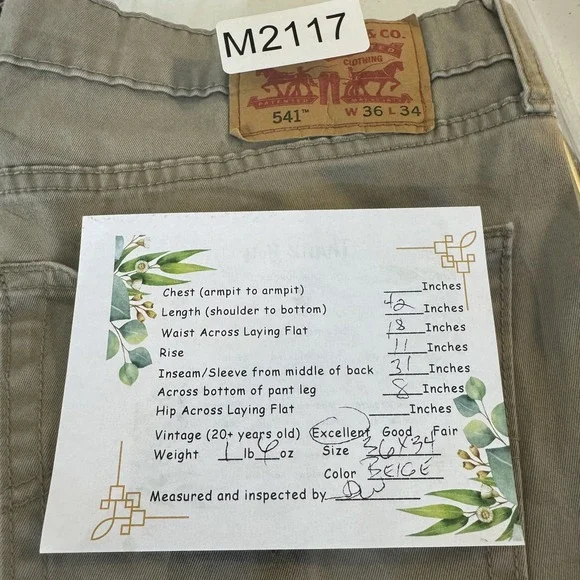 M2117
& CO.
CLOTHING
541™ W 36 L 34
Chest (armpit to armpit) ____Inches
Length (shoulder to bottom) 42 Inches
Waist Across Laying Flat 18 Inches
Rise 11 Inches
Inseam/Sleeve from middle of back 31 Inches
Across bottom of pant leg 8 Inches
Hip Across Laying Flat ____Inches
Vintage (20+ years old) Excellent Good Fair
Weight 1 lb oz Size 36X34
Color BEIGE
Measured and inspected by